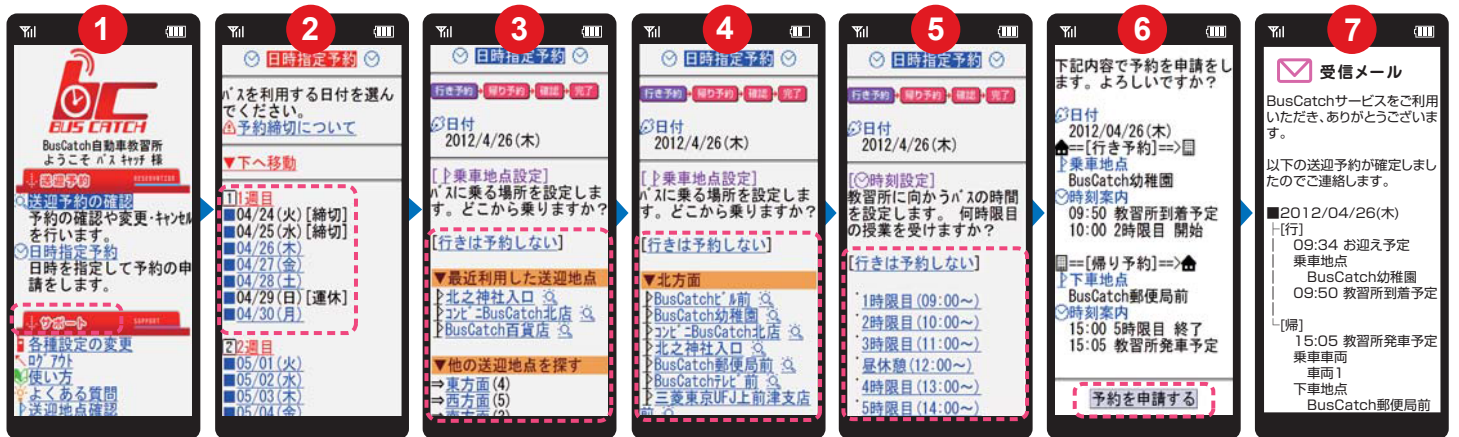 1
BUS CATCH
BusCatch自動車教習所
ようこそ バス キャッチ 様
送迎予約 RESERVATION
送迎予約の確認
予約の確認や変更・キャンセル
を行います。
日時指定予約
日時を指定して予約の申
請をします。
サポート SUPPORT
各種設定の変更
ログアウト
使い方
よくある質問
送迎地点確認
2
日時指定予約
バスを利用する日付を選ん
でください。
予約締切について
▼下へ移動
1 1週目
■04/24(火)[締切]
■04/25(水)[締切]
■04/26(木)
■04/27(金)
■04/28(土)
■04/29(日)[運休]
■04/30(月)
2 2週目
■05/01(火)
■05/02(水)
■05/03(木)
■05/04(金)
3
日時指定予約
行き予約→帰り予約→確認→完了
日付
2012/4/26(木)
[乗車地点設定]
バスに乗る場所を設定しま
す。どこから乗りますか?
[行きは予約しない]
▼最近利用した送迎地点
北之神社入口
コンビニBusCatch北店
BusCatch百貨店
▼他の送迎地点を探す
⇒東方面(4)
⇒西方面(5)
4
日時指定予約
行き予約→帰り予約→確認→完了
日付
2012/4/26(木)
[乗車地点設定]
バスに乗る場所を設定しま
す。どこから乗りますか?
[行きは予約しない]
▼北方面
BusCatchビル前
BusCatch幼稚園
コンビニBusCatch北店
北之神社入口
BusCatch郵便局前
BusCatchテレビ前
三菱東京UFJ上前津支店
前
5
日時指定予約
行き予約→帰り予約→確認→完了
日付
2012/4/26(木)
[時刻設定]
教習所に向かうバスの時間
を設定します。 何時限目
の授業を受けますか?
[行きは予約しない]
1時限目(09:00～)
2時限目(10:00～)
3時限目(11:00～)
昼休憩(12:00～)
4時限目(13:00～)
5時限目(14:00～)
6
下記内容で予約を申請をし
ます。よろしいですか?
日付
2012/04/26(木)
==[行き予約]==>
乗車地点
BusCatch幼稚園
時刻案内
09:50 教習所到着予定
10:00 2時限目 開始
==[帰り予約]==>
下車地点
BusCatch郵便局前
時刻案内
15:00 5時限目 終了
15:05 教習所発車予定
予約を申請する
7
受信メール
BusCatchサービスをご利用
いただき、ありがとうございま
す。
以下の送迎予約が確定しまし
たのでご連絡します。
■2012/04/26(木)
├[行]
│ 09:34 お迎え予定
│ 乗車地点
│ BusCatch幼稚園
│ 09:50 教習所到着予定
│
└[帰]
15:05 教習所発車予定
乗車車両
車両1
下車地点
BusCatch郵便局前